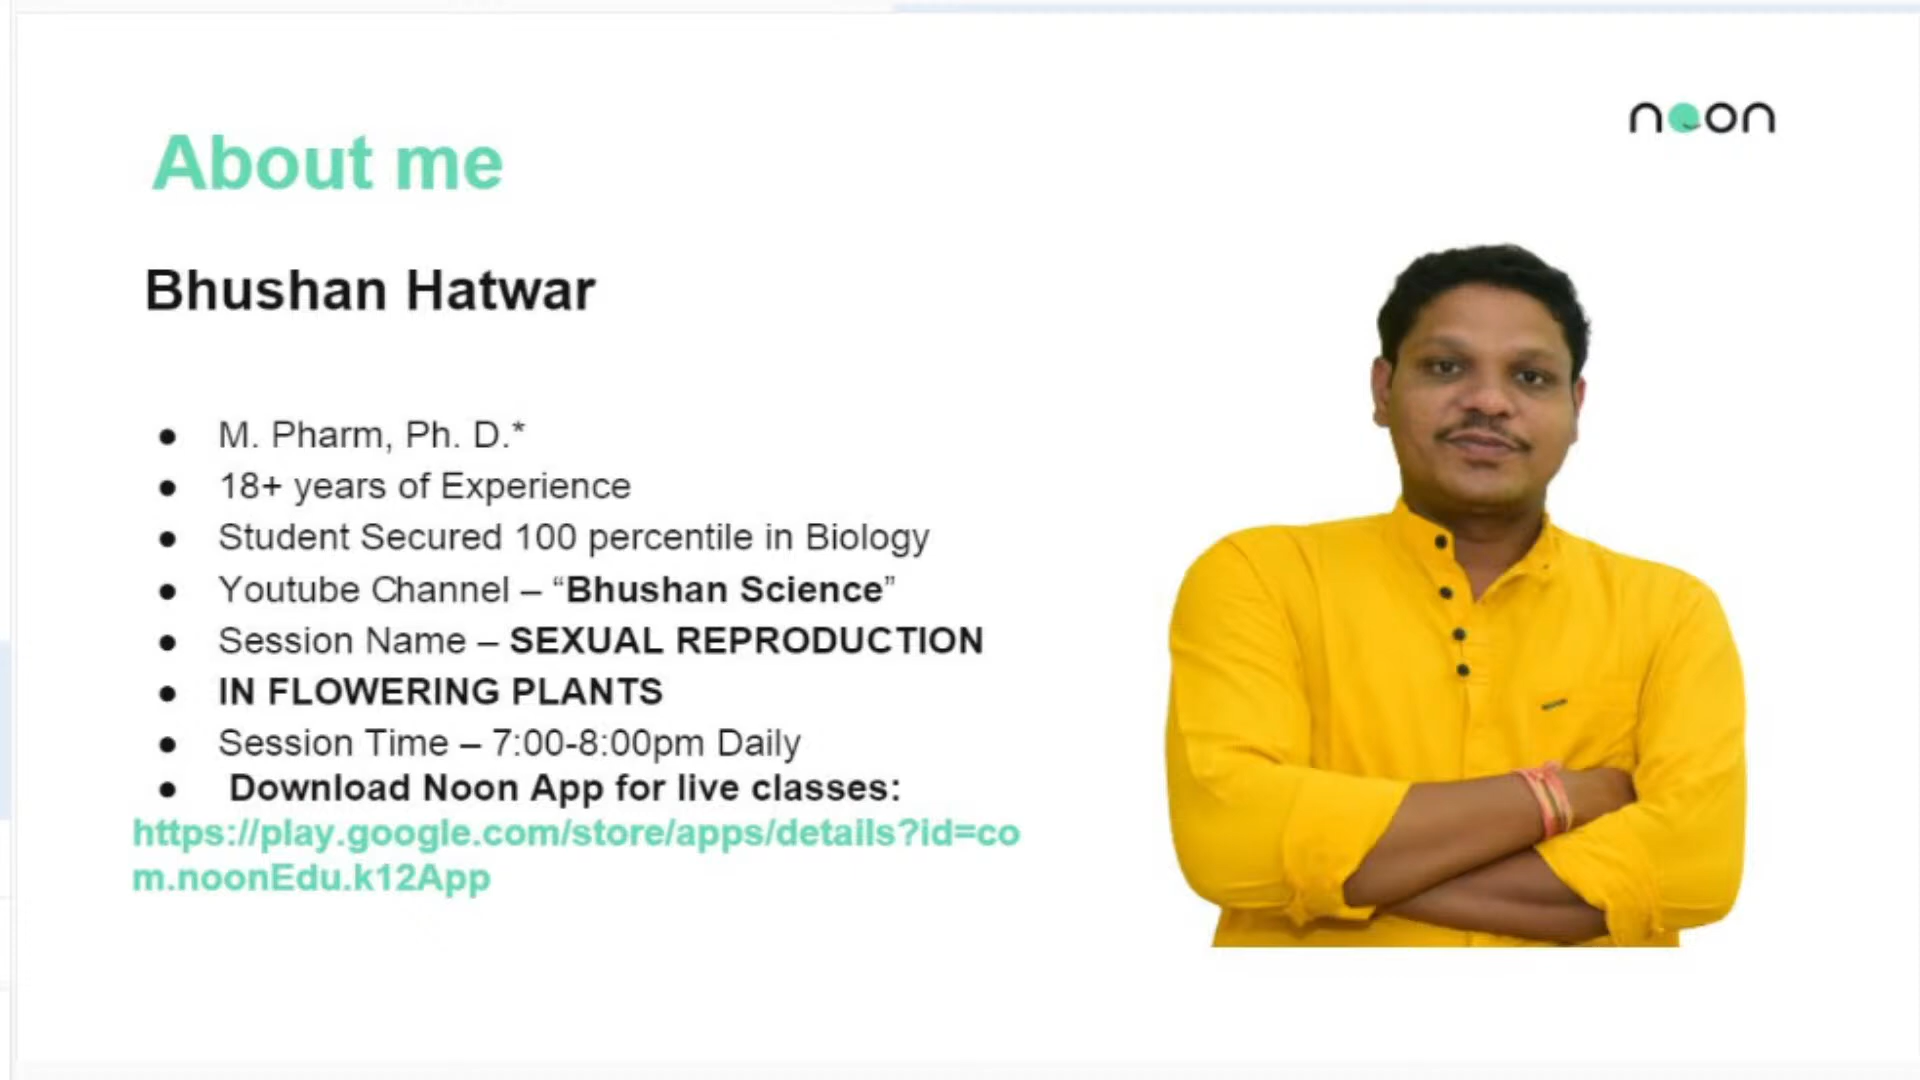 noon
About me
Bhushan Hatwar
● M. Pharm, Ph. D.*
● 18+ years of Experience
● Student Secured 100 percentile in Biology
● Youtube Channel – “Bhushan Science”
● Session Name – SEXUAL REPRODUCTION
● IN FLOWERING PLANTS
● Session Time – 7:00-8:00pm Daily
● Download Noon App for live classes:
https://play.google.com/store/apps/details?id=co
m.noonEdu.k12App